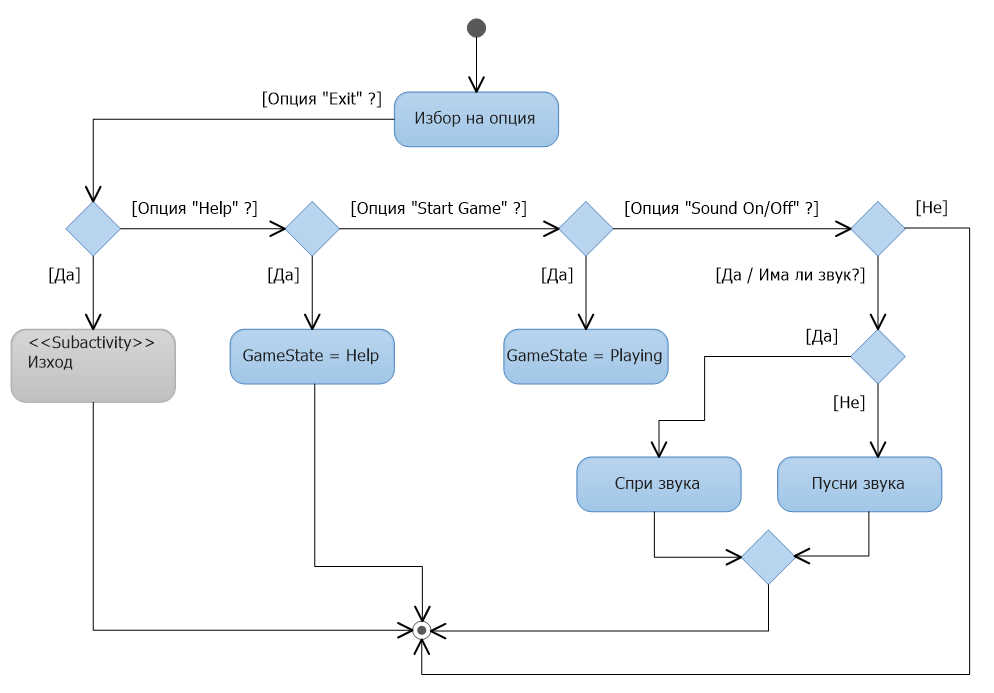 [Опция "Exit" ?]
Избор на опция
[Опция "Help" ?]
[Опция "Start Game" ?]
[Опция "Sound On/Off" ?]
[Не]
[Да]
[Да]
[Да]
[Да / Има ли звук?]
<<Subactivity>>
Изход
GameState = Help
GameState = Playing
[Да]
[Не]
Спри звука
Пусни звука